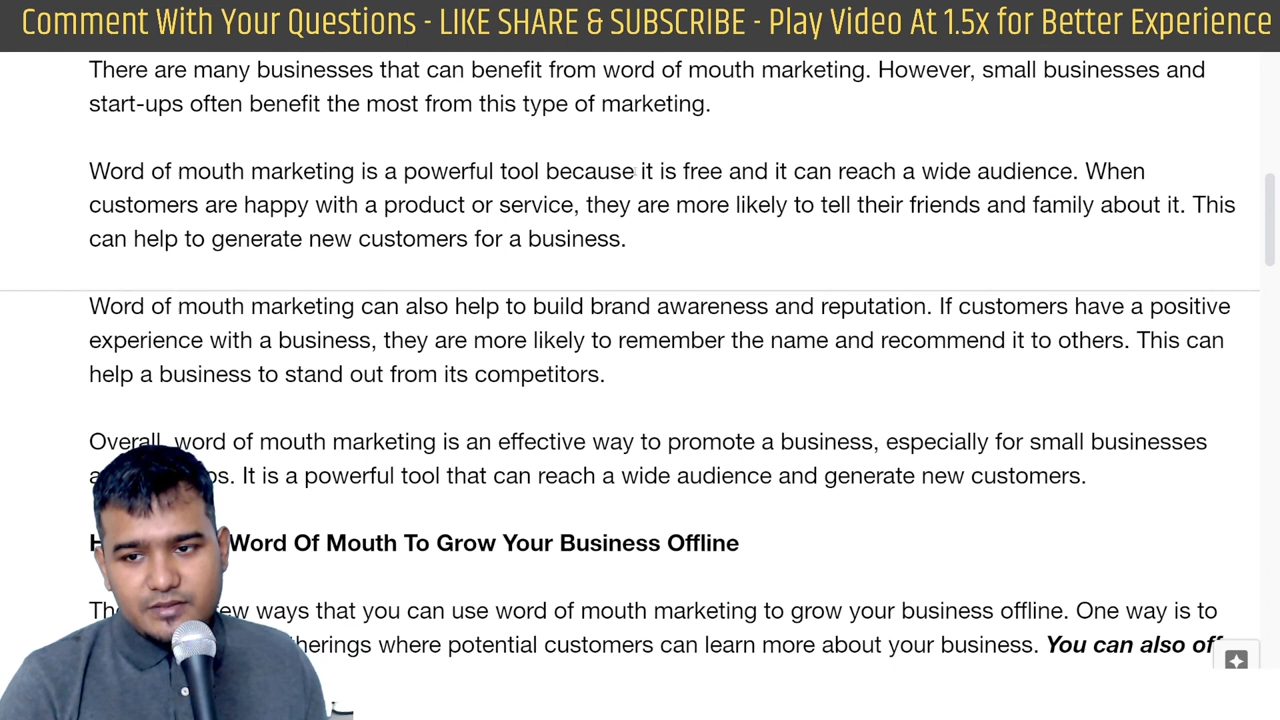 Comment With Your Questions - LIKE SHARE & SUBSCRIBE - Play Video At 1.5x for Better Experience
There are many businesses that can benefit from word of mouth marketing. However, small businesses and
start-ups often benefit the most from this type of marketing.
Word of mouth marketing is a powerful tool because it is free and it can reach a wide audience. When
customers are happy with a product or service, they are more likely to tell their friends and family about it. This
can help to generate new customers for a business.
Word of mouth marketing can also help to build brand awareness and reputation. If customers have a positive
experience with a business, they are more likely to remember the name and recommend it to others. This can
help a business to stand out from its competitors.
Overall, word of mouth marketing is an effective way to promote a business, especially for small businesses
It is a powerful tool that can reach a wide audience and generate new customers.
Word Of Mouth To Grow Your Business Offline
ways that you can use word of mouth marketing to grow your business offline. One way is to
where potential customers can learn more about your business. You can also